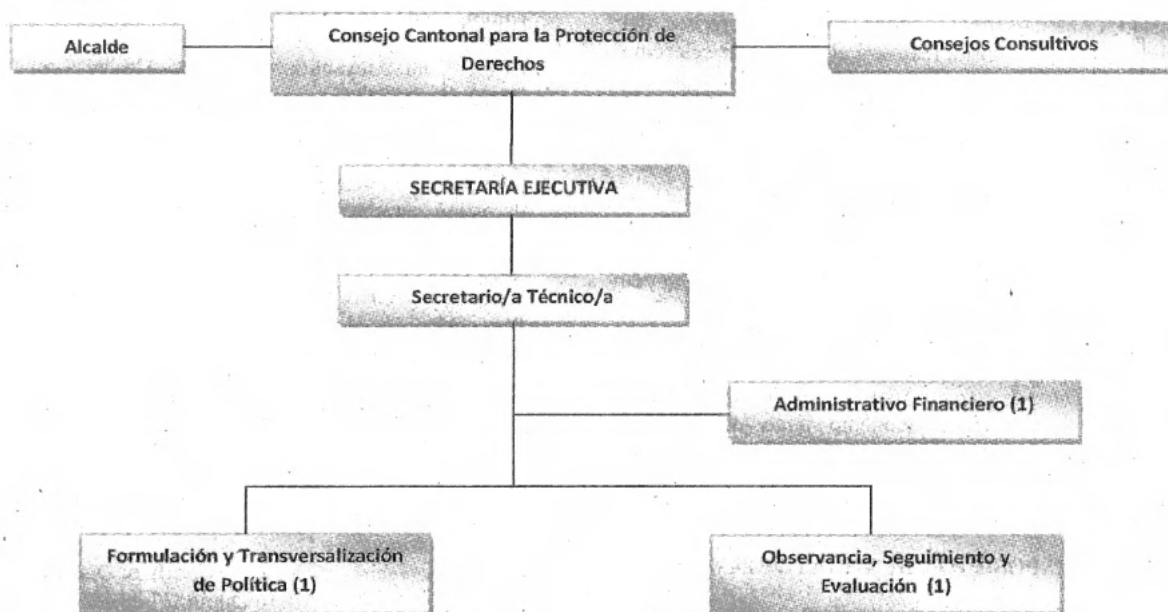 Alcalde
Consejo Cantonal para la Protección de
Derechos
Consejos Consultivos
SECRETARÍA EJECUTIVA
Secretario/a Técnico/a
Administrativo Financiero (1)
Formulación y Transversalización
de Política (1)
Observancia, Seguimiento y
Evaluación (1)